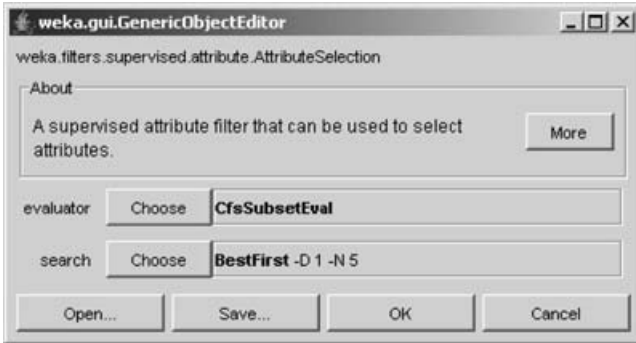 weka.gui.GenericObjectEditor
weka.filters.supervised.attribute.AttributeSelection
About
A supervised attribute filter that can be used to select
attributes.
More
evaluator Choose CfsSubsetEval
search Choose BestFirst -D 1 -N 5
Open... Save... OK Cancel